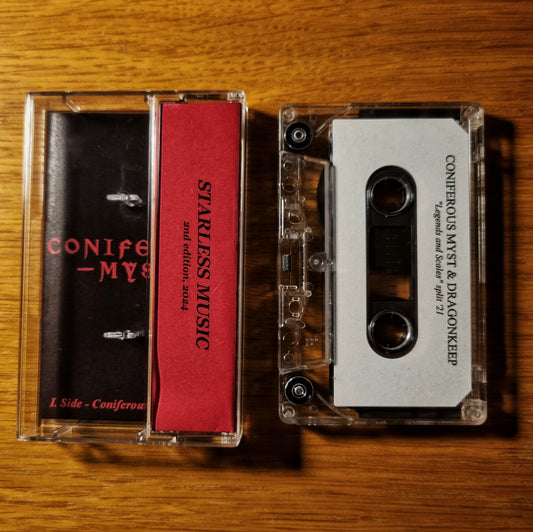 CONIFE
—MYS
I. Side - Coniferou
STARLESS MUSIC
2nd edition, 2024
CONIFEROUS MYST & DRAGONKEEP
"Legends and Scales" split '21